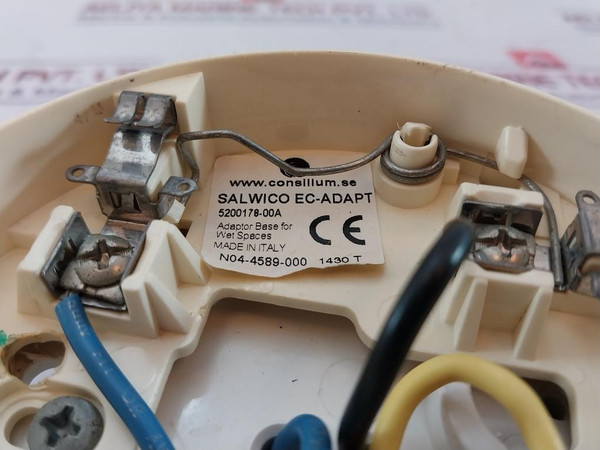 www.consilium.se
SALWICO EC-ADAPT
5200178-00A
Adaptor Base for
Wet Spaces
MADE IN ITALY
CE
N04-4589-000 1430 T